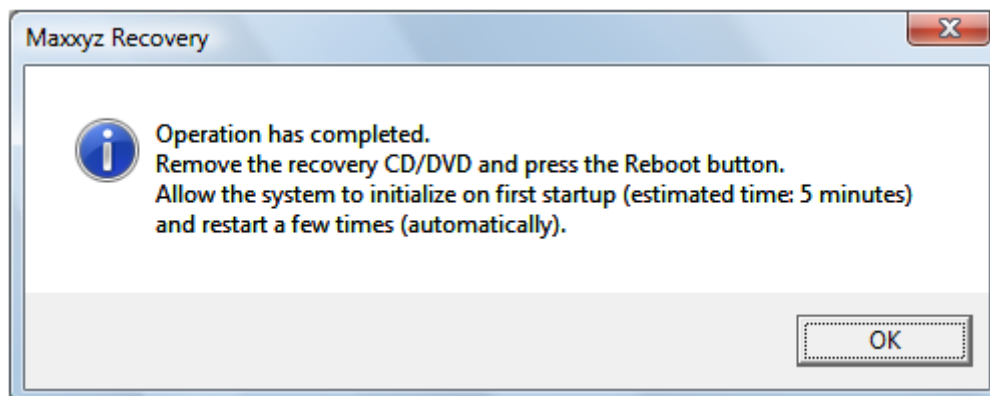 Maxxyz Recovery
Operation has completed.
Remove the recovery CD/DVD and press the Reboot button.
Allow the system to initialize on first startup (estimated time: 5 minutes)
and restart a few times (automatically).
OK